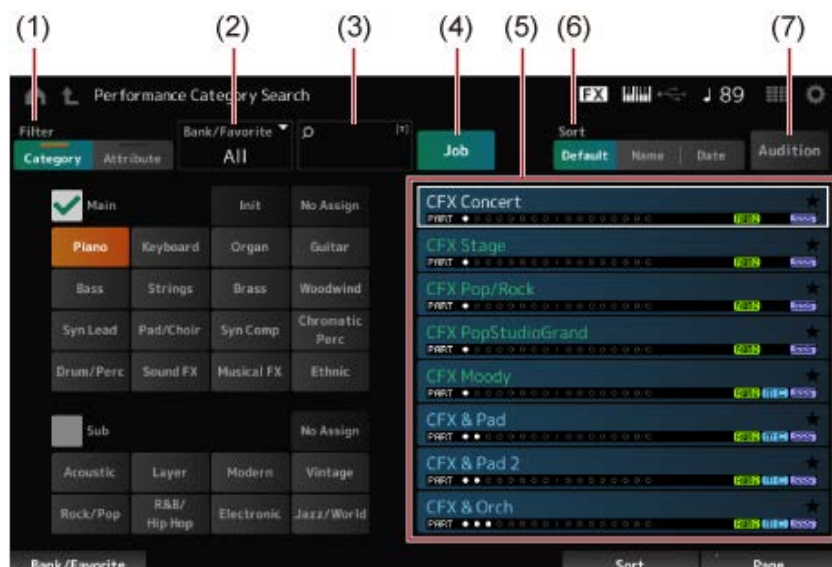 (1) (2) (3) (4) (5) (6) (7)
Performance Category Search FX 89
Filter
Category Attribute
Bank/Favorite
All
Job
Sort
Default Name Date
Audition
Main Init No Assign
Piano Keyboard Organ Guitar
Bass Strings Brass Woodwind
Syn Lead Pad/Choir Syn Comp Chromatic
Perc
Drum/Perc Sound FX Musical FX Ethnic
Sub No Assign
Acoustic Layer Modern Vintage
Rock/Pop R&B/
Hip Hop Electronic Jazz/World
CFX Concert
PART
CFX Stage
PART
CFX Pop/Rock
PART
CFX PopStudioGrand
PART
CFX Moody
PART
CFX & Pad
PART
CFX & Pad 2
PART
CFX & Orch
PART
Bank/Favorite Sort Page